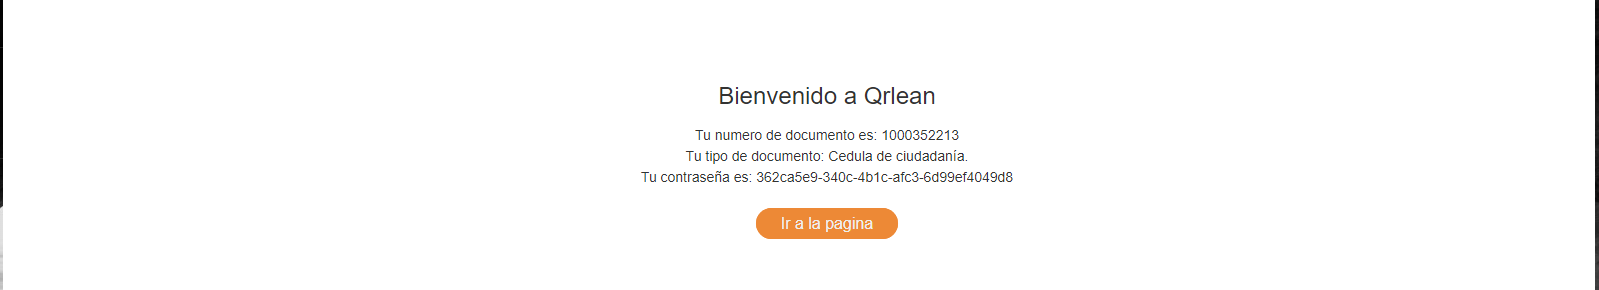 Bienvenido a Qrlean
Tu numero de documento es: 1000352213
Tu tipo de documento: Cedula de ciudadanía.
Tu contraseña es: 362ca5e9-340c-4b1c-afc3-6d99ef4049d8
Ir a la pagina